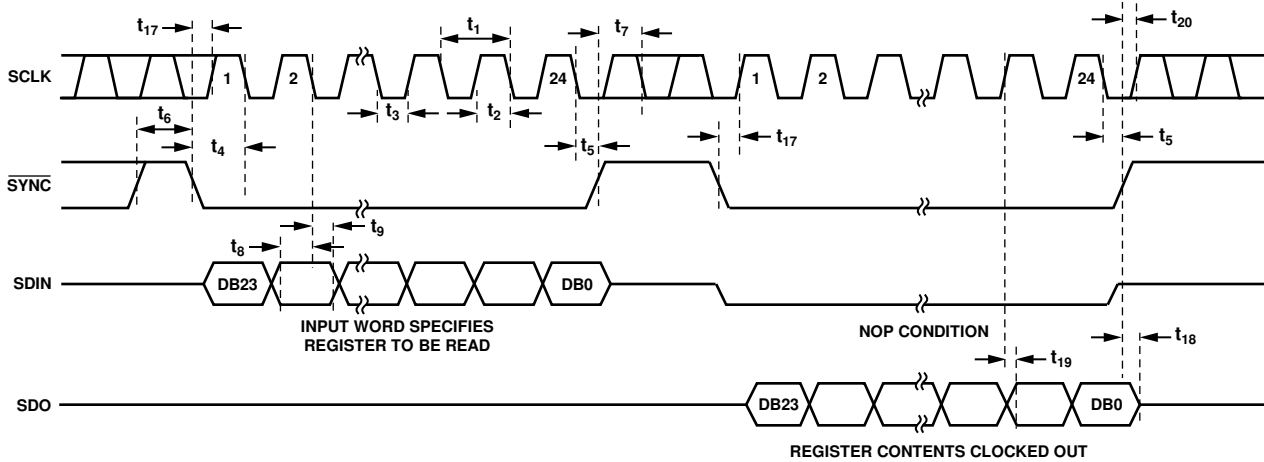 t17
t1
t7
t20
SCLK
1
2
24
1
2
24
t3
t2
t6
t4
t5
t17
t5
SYNC
t9
t8
SDIN
DB23
DB0
INPUT WORD SPECIFIES
REGISTER TO BE READ
NOP CONDITION
t18
t19
SDO
DB23
DB0
REGISTER CONTENTS CLOCKED OUT